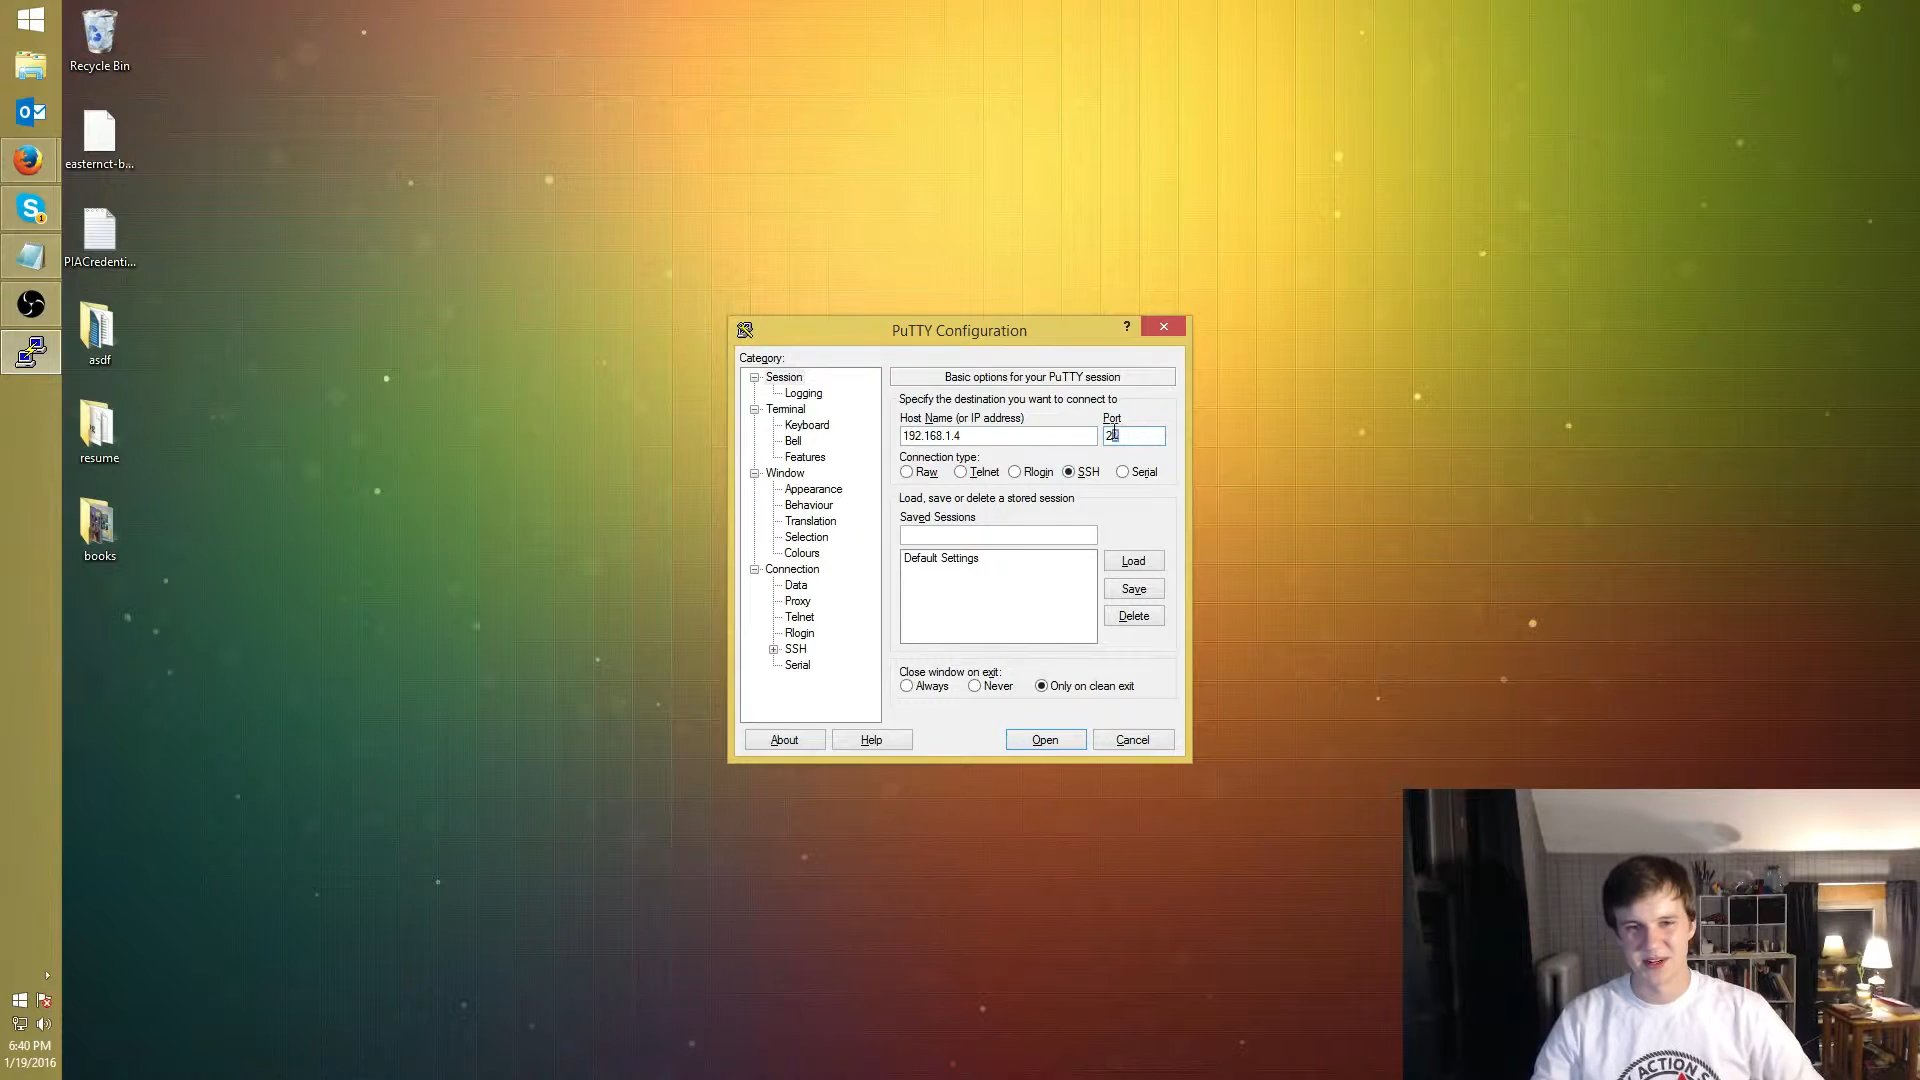 Recycle Bin
easternct-b...
PIACredenti...
asdf
resume
books
6:40 PM
1/19/2016
PuTTY Configuration
?
Category:
Session
Logging
Terminal
Keyboard
Bell
Features
Window
Appearance
Behaviour
Translation
Selection
Colours
Connection
Data
Proxy
Telnet
Rlogin
SSH
Serial
Basic options for your PuTTY session
Specify the destination you want to connect to
Host Name (or IP address) Port
192.168.1.4
Connection type:
Raw Telnet Rlogin SSH Serial
Load, save or delete a stored session
Saved Sessions
Default Settings
Load
Save
Delete
Close window on exit:
Always Never Only on clean exit
About Help Open Cancel